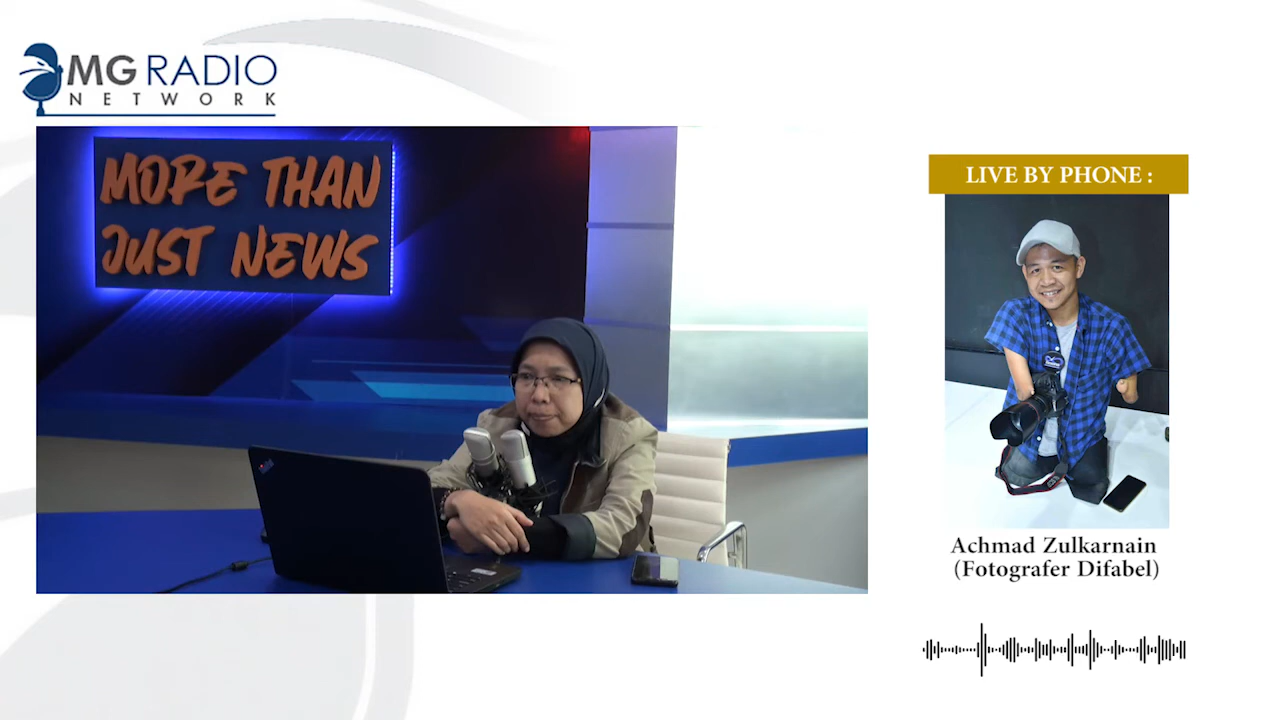 MG RADIO
NETWORK
MORE THAN
JUST NEWS
LIVE BY PHONE :
Achmad Zulkarnain
(Fotografer Difabel)